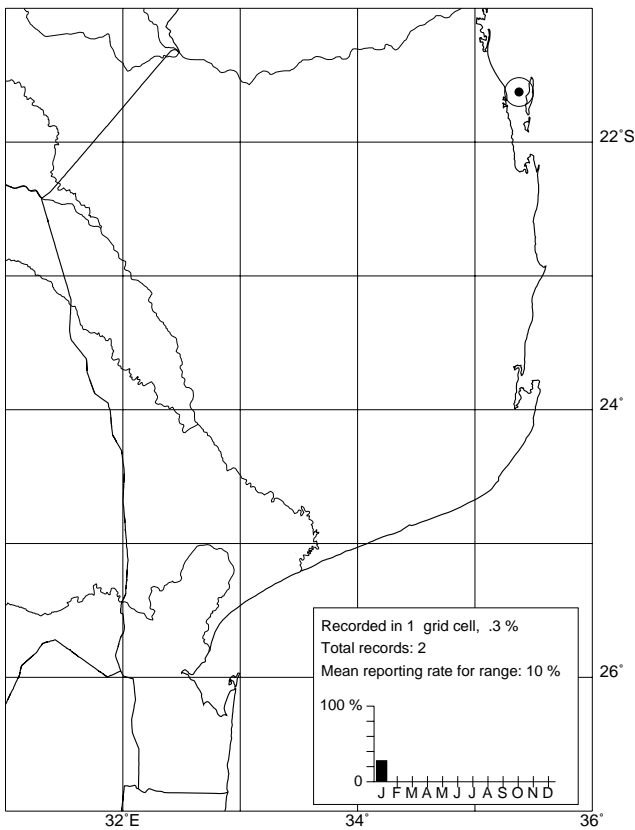 22˚S
24˚
Recorded in 1 grid cell, .3 %
Total records: 2
Mean reporting rate for range: 10 %
100 %
0
J F M A M J J A S O N D
26˚
32˚E
34˚
36˚